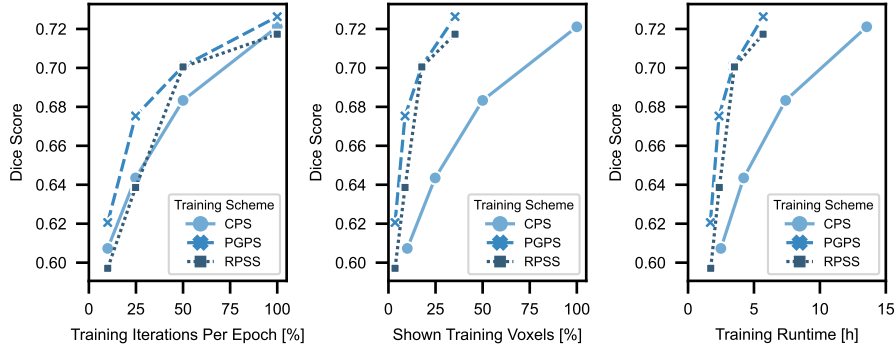 0.72
0.70
0.68
0.66
0.64
0.62
0.60
Dice Score
0 25 50 75 100
Training Iterations Per Epoch [%]
Training Scheme
CPS
PGPS
RPSS
0.72
0.70
0.68
0.66
0.64
0.62
0.60
Dice Score
0 25 50 75 100
Shown Training Voxels [%]
Training Scheme
CPS
PGPS
RPSS
0.72
0.70
0.68
0.66
0.64
0.62
0.60
Dice Score
0 5 10 15
Training Runtime [h]
Training Scheme
CPS
PGPS
RPSS